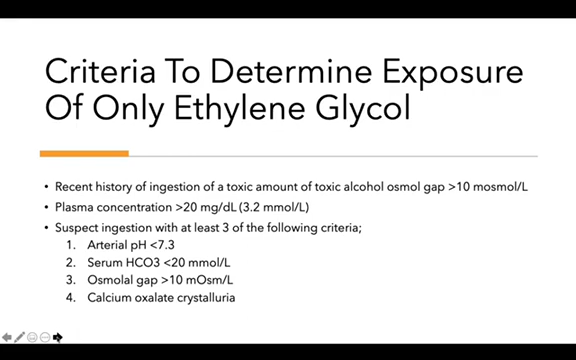 Criteria To Determine Exposure
Of Only Ethylene Glycol
• Recent history of ingestion of a toxic amount of toxic alcohol osmol gap >10 mosmol/L
• Plasma concentration >20 mg/dL (3.2 mmol/L)
• Suspect ingestion with at least 3 of the following criteria;
1. Arterial pH <7.3
2. Serum HCO3 <20 mmol/L
3. Osmolal gap >10 mOsm/L
4. Calcium oxalate crystalluria